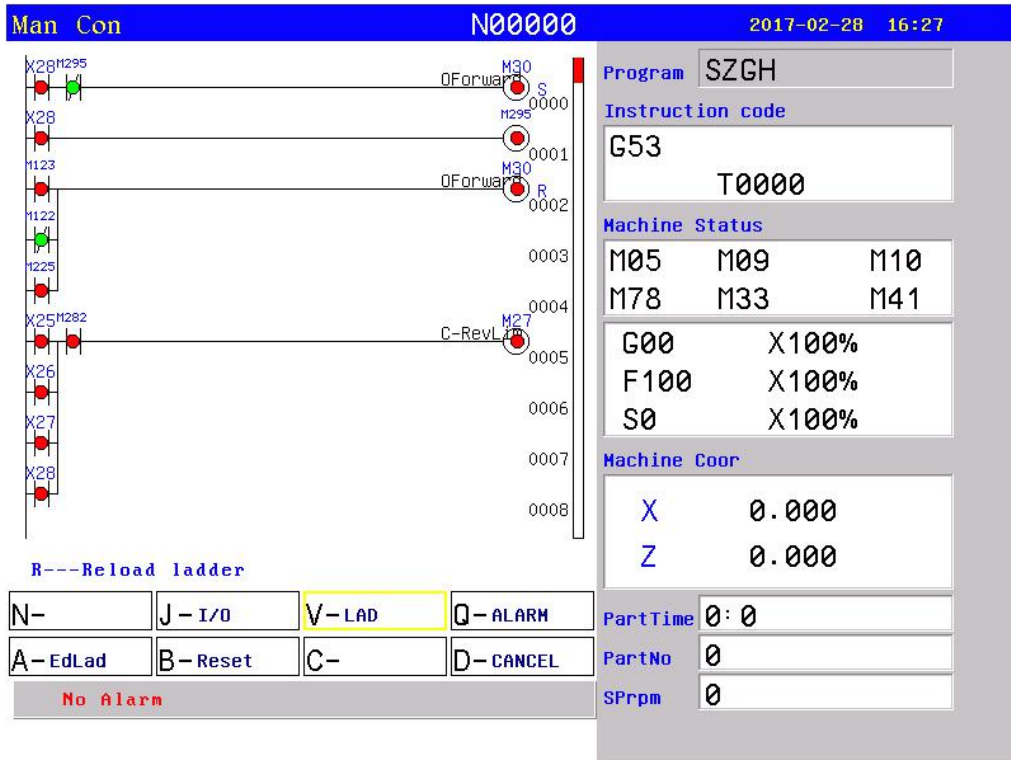 Man Con N00000 2017-02-28 16:27
X28 M295 OForward M30 S 0000
X28 M295 0001
M123 OForward M30 R 0002
M122 0003
M225 0004
X25 M282 C-RevLim M27 0005
X26 0006
X27 0007
X28 0008
R---Reload ladder
N-
J-I/O
V-LAD
Q-ALARM
A-EdLad
B-Reset
C-
D-CANCEL
No Alarm
Program SZGH
Instruction code
G53
T0000
Machine Status
M05 M09 M10
M78 M33 M41
G00 X100%
F100 X100%
S0 X100%
Machine Coor
X 0.000
Z 0.000
PartTime 0: 0
PartNo 0
SPrpm 0